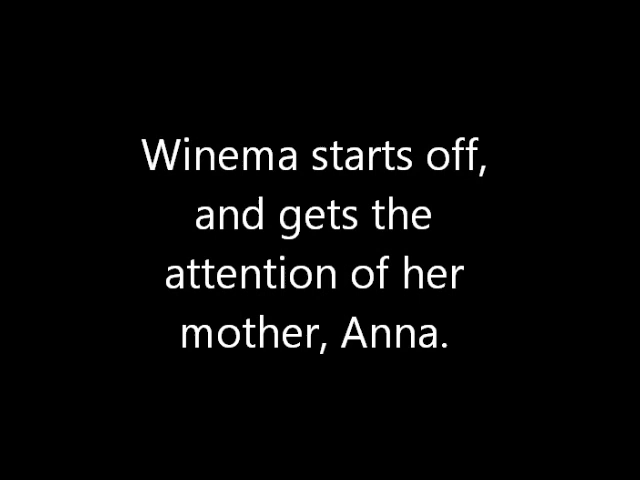 Winema starts off,
and gets the
attention of her
mother, Anna.